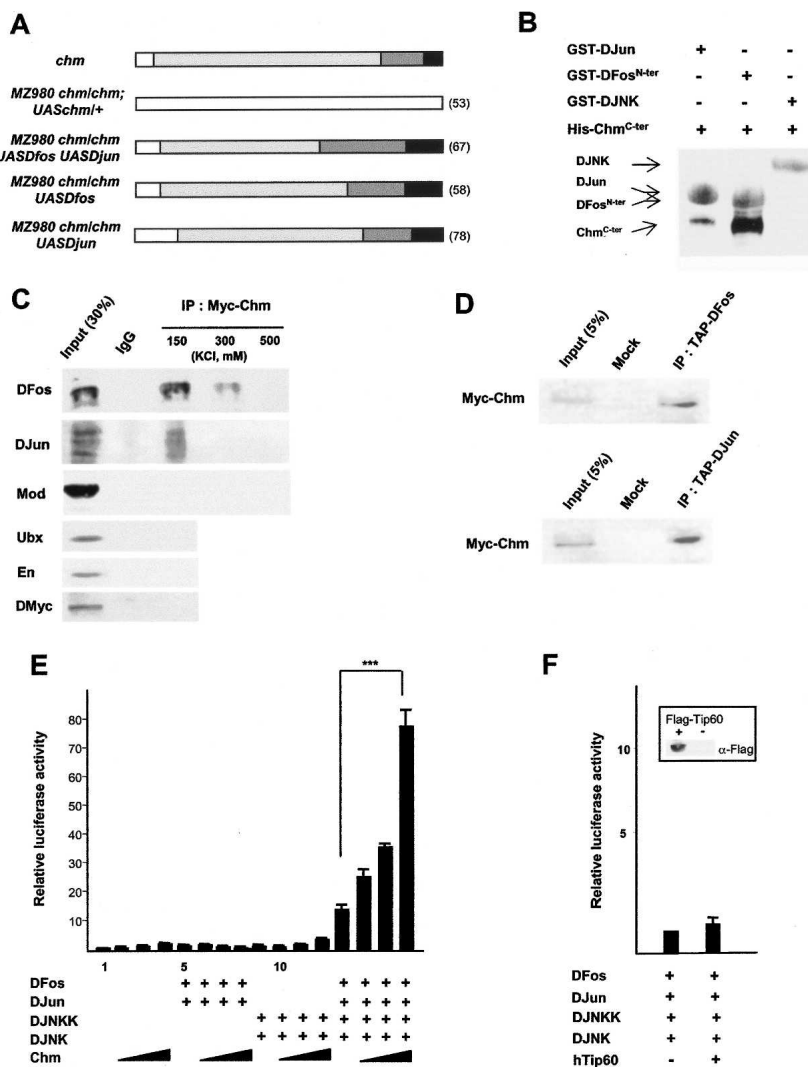 A
chm
MZ980 chm/chm;
UASchm/+
(53)
MZ980 chm/chm
UASDfos UASDjun
(67)
MZ980 chm/chm
UASDfos
(58)
MZ980 chm/chm
UASDjun
(78)
B
GST-DJun + - -
GST-DFosN-ter - + -
GST-DJNK - - +
His-ChmC-ter + + +
DJNK
DJun
DFosN-ter
ChmC-ter
C
Input (30%)
IgG
IP : Myc-Chm
150 300 500
(KCl, mM)
DFos
DJun
Mod
Ubx
En
DMyc
D
Input (5%)
Mock
IP : TAP-DFos
Myc-Chm
Input (5%)
Mock
IP : TAP-DJun
Myc-Chm
E
***
Relative luciferase activity
80
70
60
50
40
30
20
10
1 5 10
DFos + + + + + + + +
DJun + + + + + + + +
DJNKK + + + + + + + +
DJNK + + + + + + + +
Chm
F
Flag-Tip60
+ -
α-Flag
Relative luciferase activity
10
5
DFos + +
DJun + +
DJNKK + +
DJNK + +
hTip60 - +